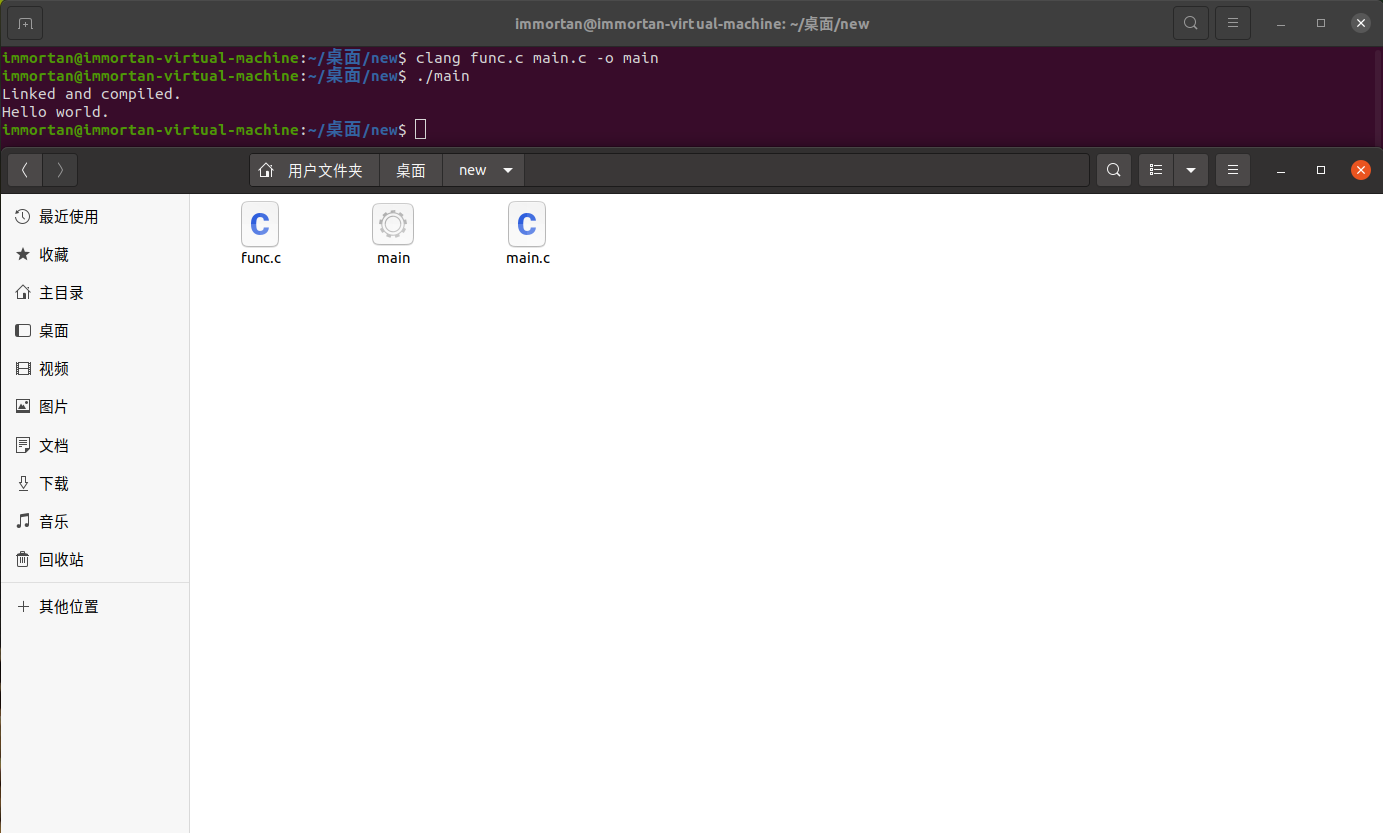 immortan@immortan-virtual-machine: ~/桌面/new
immortan@immortan-virtual-machine:~/桌面/new$ clang func.c main.c -o main
immortan@immortan-virtual-machine:~/桌面/new$ ./main
Linked and compiled.
Hello world.
immortan@immortan-virtual-machine:~/桌面/new$
用户文件夹 桌面 new
最近使用
收藏
主目录
桌面
视频
图片
文档
下载
音乐
回收站
其他位置
C C
func.c main main.c